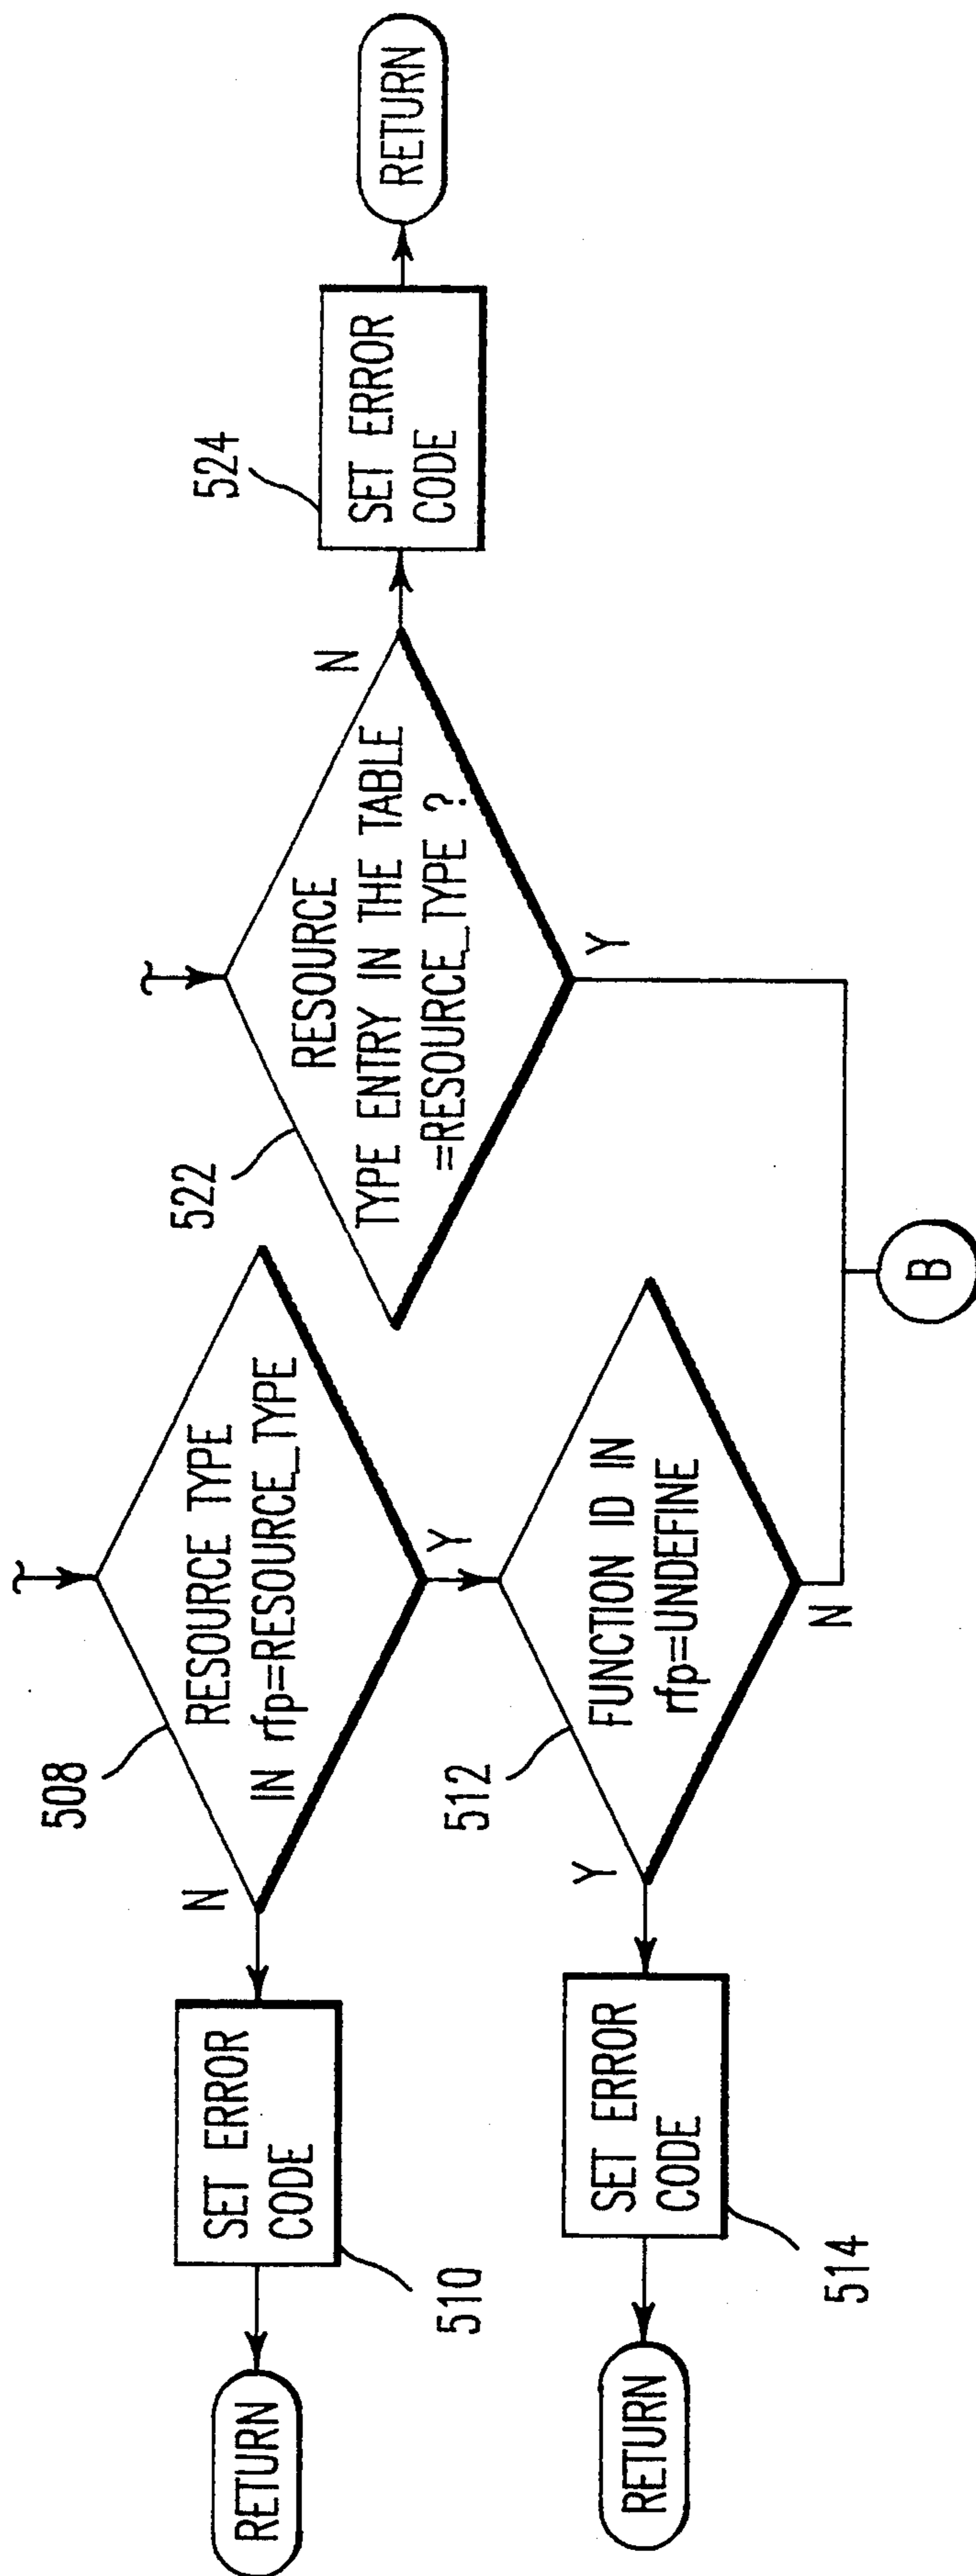 508
RESOURCE TYPE
IN rfp=RESOURCE_TYPE
N
Y
SET ERROR
CODE
510
RETURN
512
FUNCTION ID IN
rfp=UNDEFINE
Y
N
SET ERROR
CODE
514
RETURN
522
RESOURCE
TYPE ENTRY IN THE TABLE
=RESOURCE_TYPE ?
N
Y
524
SET ERROR
CODE
RETURN
B